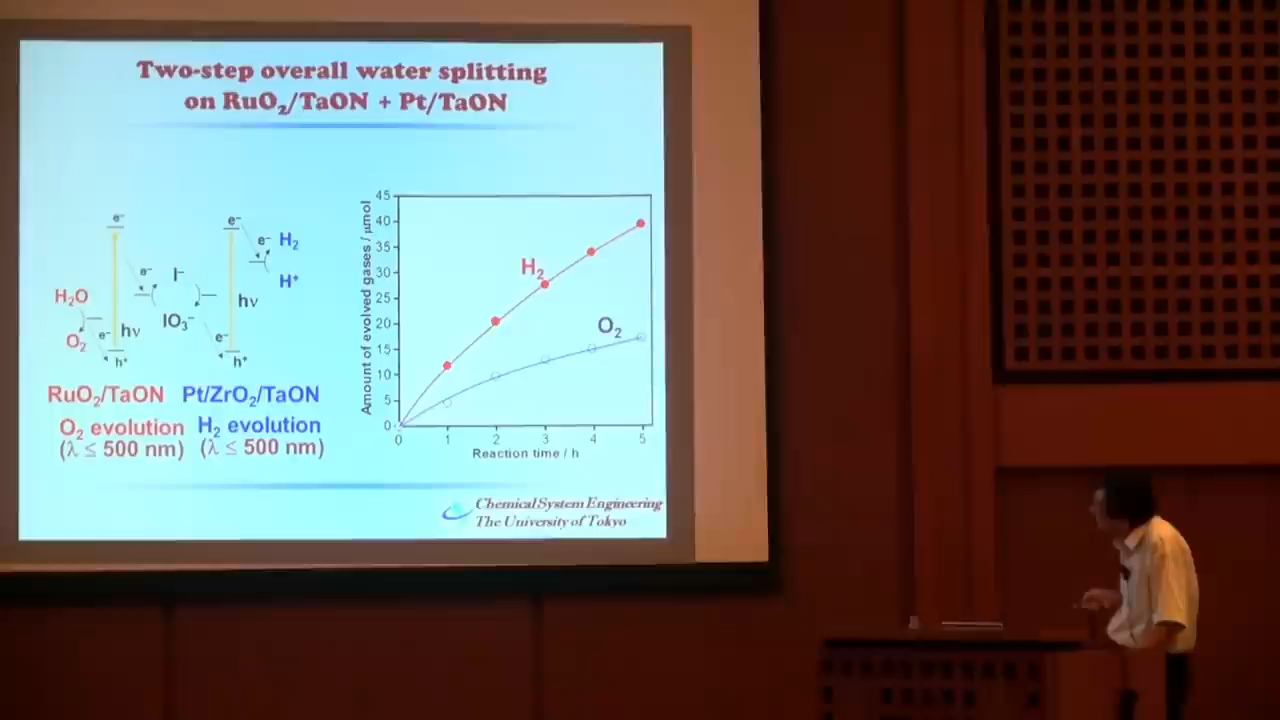 Two-step overall water splitting
on RuO₂/TaON + Pt/TaON
e⁻
e⁻
e⁻
H₂
e⁻
I⁻
H⁺
H₂O
hν
IO₃⁻
e⁻
hν
O₂
e⁻
h⁺
h⁺
RuO₂/TaON
Pt/ZrO₂/TaON
O₂ evolution
H₂ evolution
(λ ≤ 500 nm)
(λ ≤ 500 nm)
Amount of evolved gases / μmol
45
40
35
30
25
20
15
10
5
0
H₂
O₂
0 1 2 3 4 5
Reaction time / h
Chemical System Engineering
The University of Tokyo